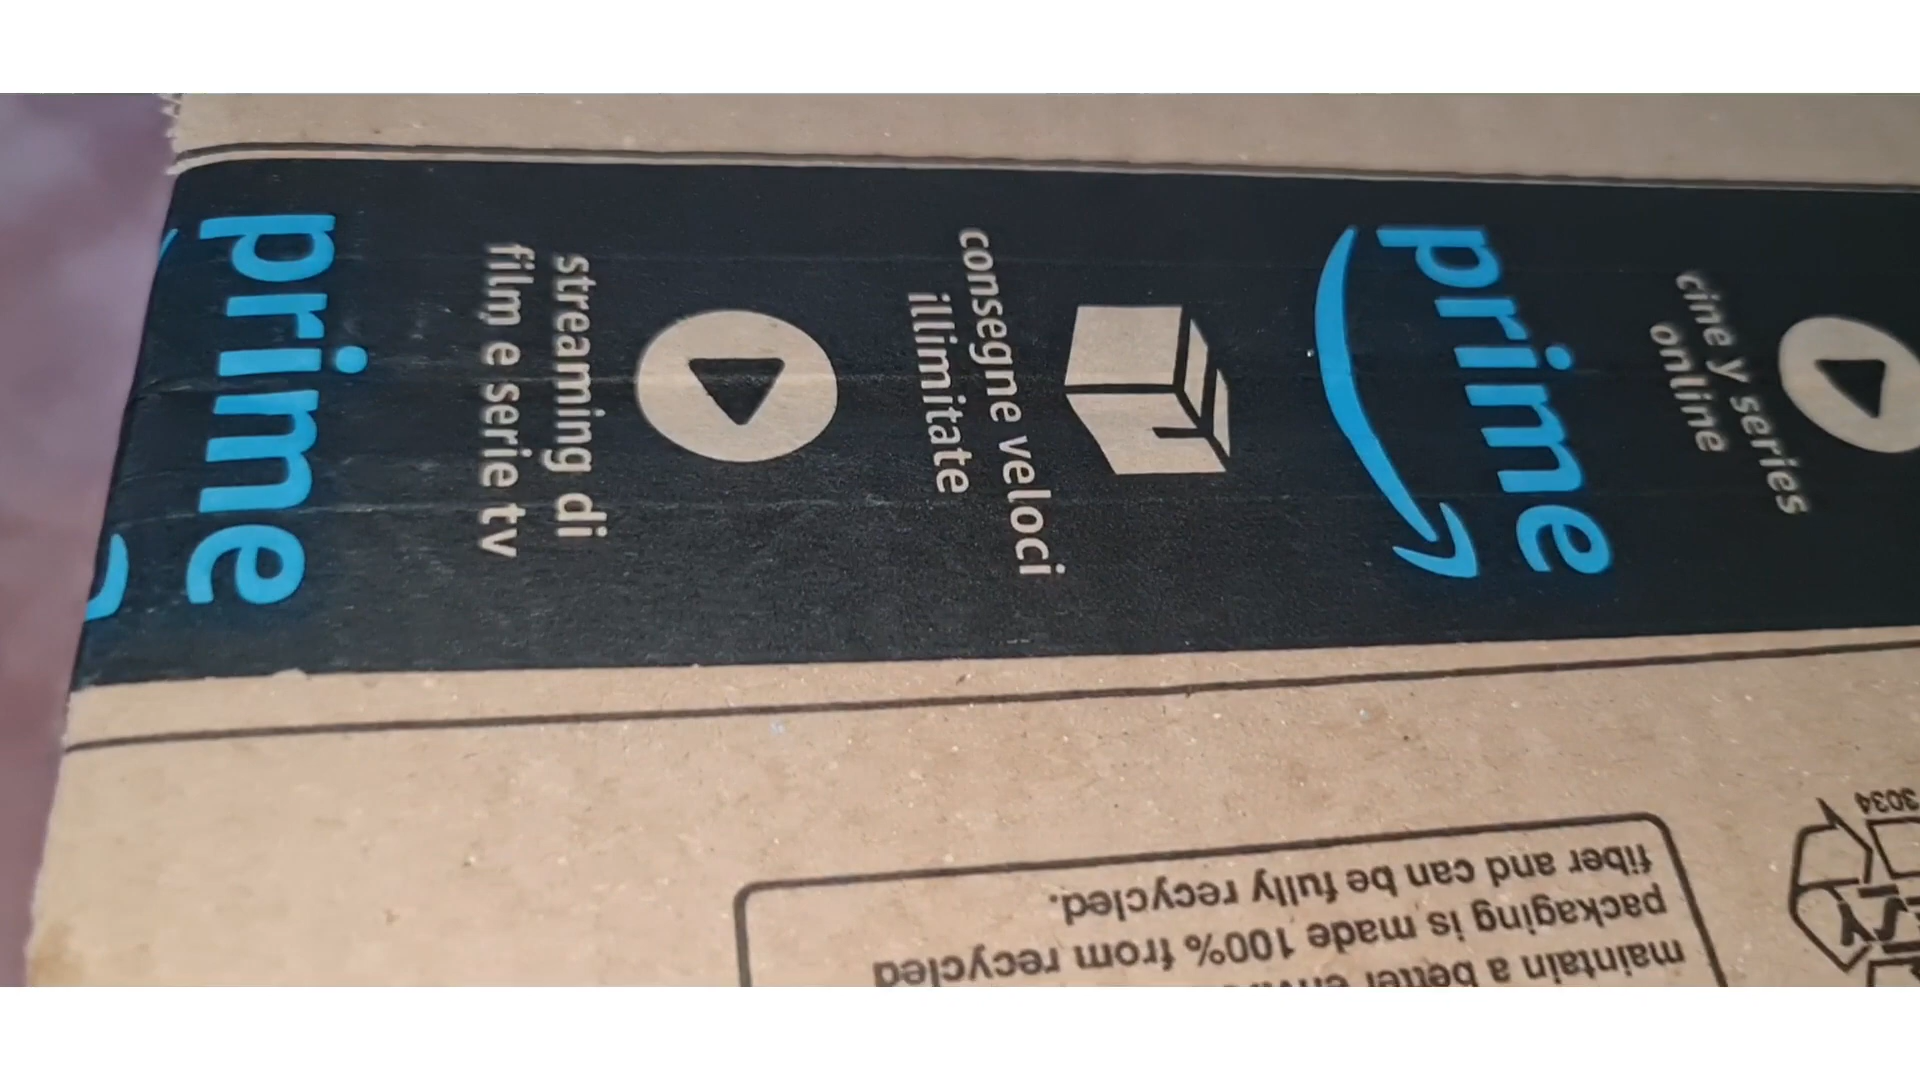 prime
streaming di
film e serie tv
consegne veloci
illimitate
prime
cine y series
online
maintain a better
packaging is made 100% from recycled
fiber and can be fully recycled.
3034